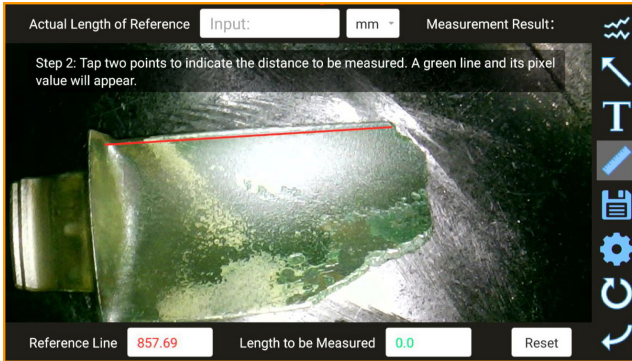 Actual Length of Reference Input: mm Measurement Result:
Step 2: Tap two points to indicate the distance to be measured. A green line and its pixel
value will appear.
T
Reference Line 857.69 Length to be Measured 0.0 Reset